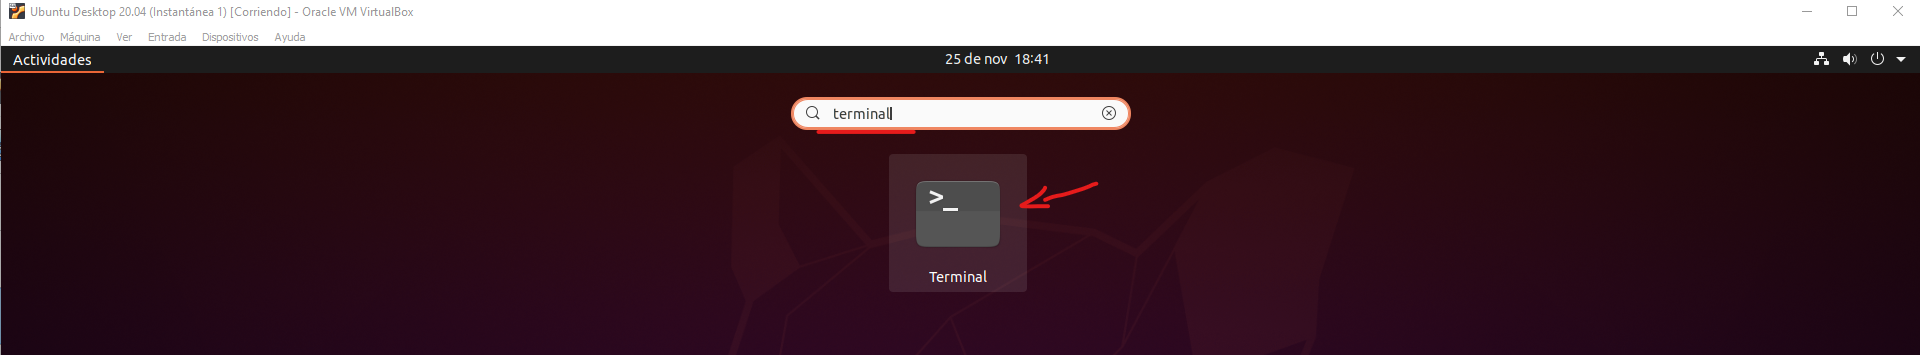 Ubuntu Desktop 20.04 (Instantánea 1) [Corriendo] - Oracle VM VirtualBox
Archivo Máquina Ver Entrada Dispositivos Ayuda
Actividades 25 de nov 18:41
terminal
>_
Terminal